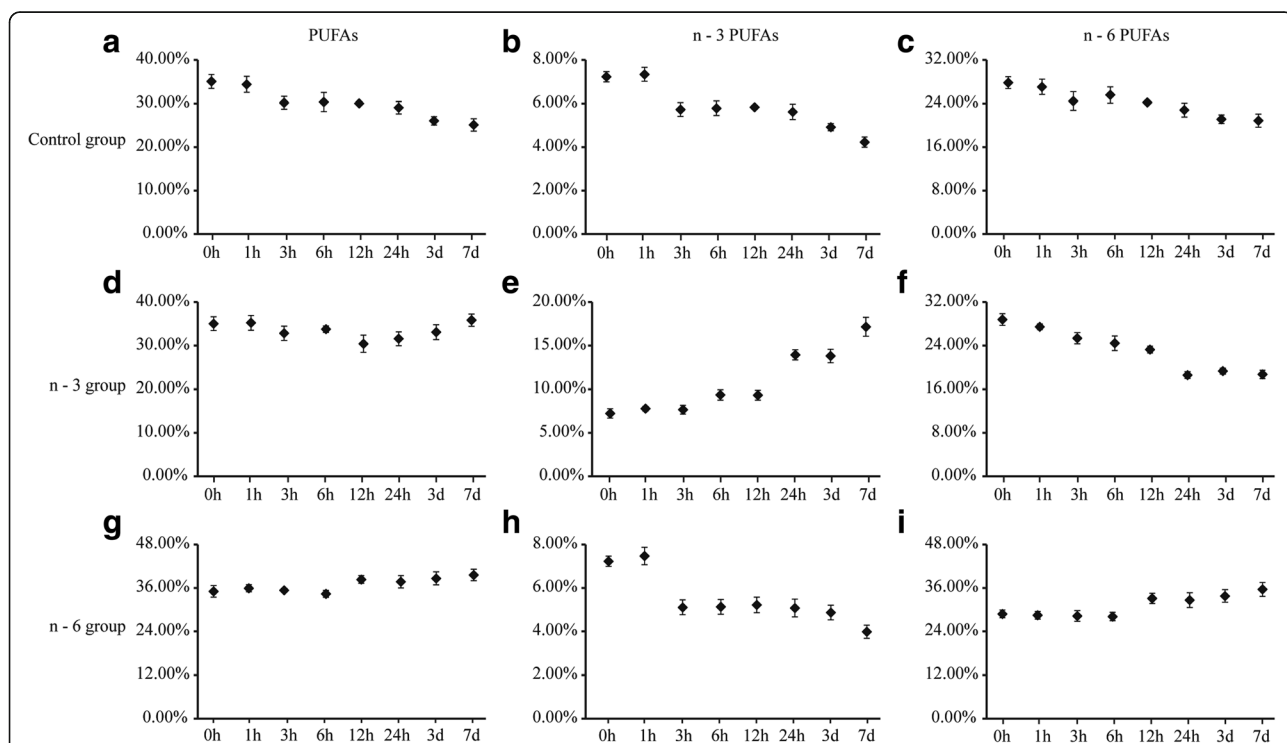 a PUFAs b n - 3 PUFAs c n - 6 PUFAs
40.00% 8.00% 32.00%
30.00% 6.00% 24.00%
Control group 20.00% 4.00% 16.00%
10.00% 2.00% 8.00%
0.00% 0.00% 0.00%
0h 1h 3h 6h 12h 24h 3d 7d 0h 1h 3h 6h 12h 24h 3d 7d 0h 1h 3h 6h 12h 24h 3d 7d
d e f
40.00% 20.00% 32.00%
30.00% 15.00% 24.00%
n - 3 group 20.00% 10.00% 16.00%
10.00% 5.00% 8.00%
0.00% 0.00% 0.00%
0h 1h 3h 6h 12h 24h 3d 7d 0h 1h 3h 6h 12h 24h 3d 7d 0h 1h 3h 6h 12h 24h 3d 7d
g h i
48.00% 8.00% 48.00%
36.00% 6.00% 36.00%
n - 6 group 24.00% 4.00% 24.00%
12.00% 2.00% 12.00%
0.00% 0.00% 0.00%
0h 1h 3h 6h 12h 24h 3d 7d 0h 1h 3h 6h 12h 24h 3d 7d 0h 1h 3h 6h 12h 24h 3d 7d